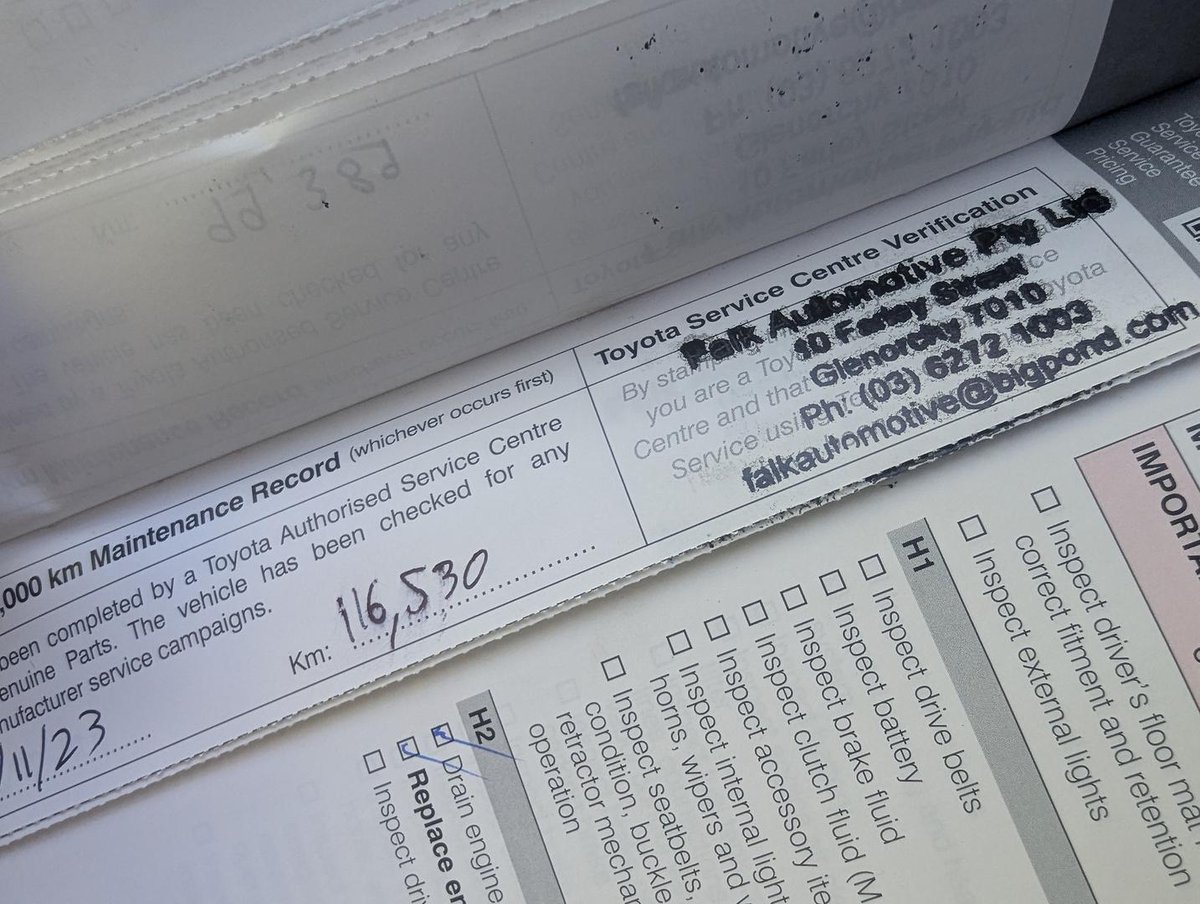 99 389
Toyota
Service
Guarantee
Pricing
,000 km Maintenance Record (whichever occurs first)
been completed by a Toyota Authorised Service Centre
enuine Parts. The vehicle has been checked for any
nufacturer service campaigns.
Km: 116,530
/11/23
Toyota Service Centre Verification
By stam
you are a Toy
Centre and that
Service usi
Falk Automotive Pty Ltd
10 Farley Street
Glenorchy 7010
Ph: (03) 6272 1003
falkautomotive@bigpond.com
IMPORTA
Inspect driver's floor mat
correct fitment and retention
Inspect external lights
H1
Inspect drive belts
Inspect battery
Inspect brake fluid
Inspect clutch fluid (M
Inspect accessory ite
Inspect internal light
horns, wipers and
Inspect seatbelts,
condition, buckle
retractor mechan
operation
H2
Drain engine
Replace en
Inspect dri